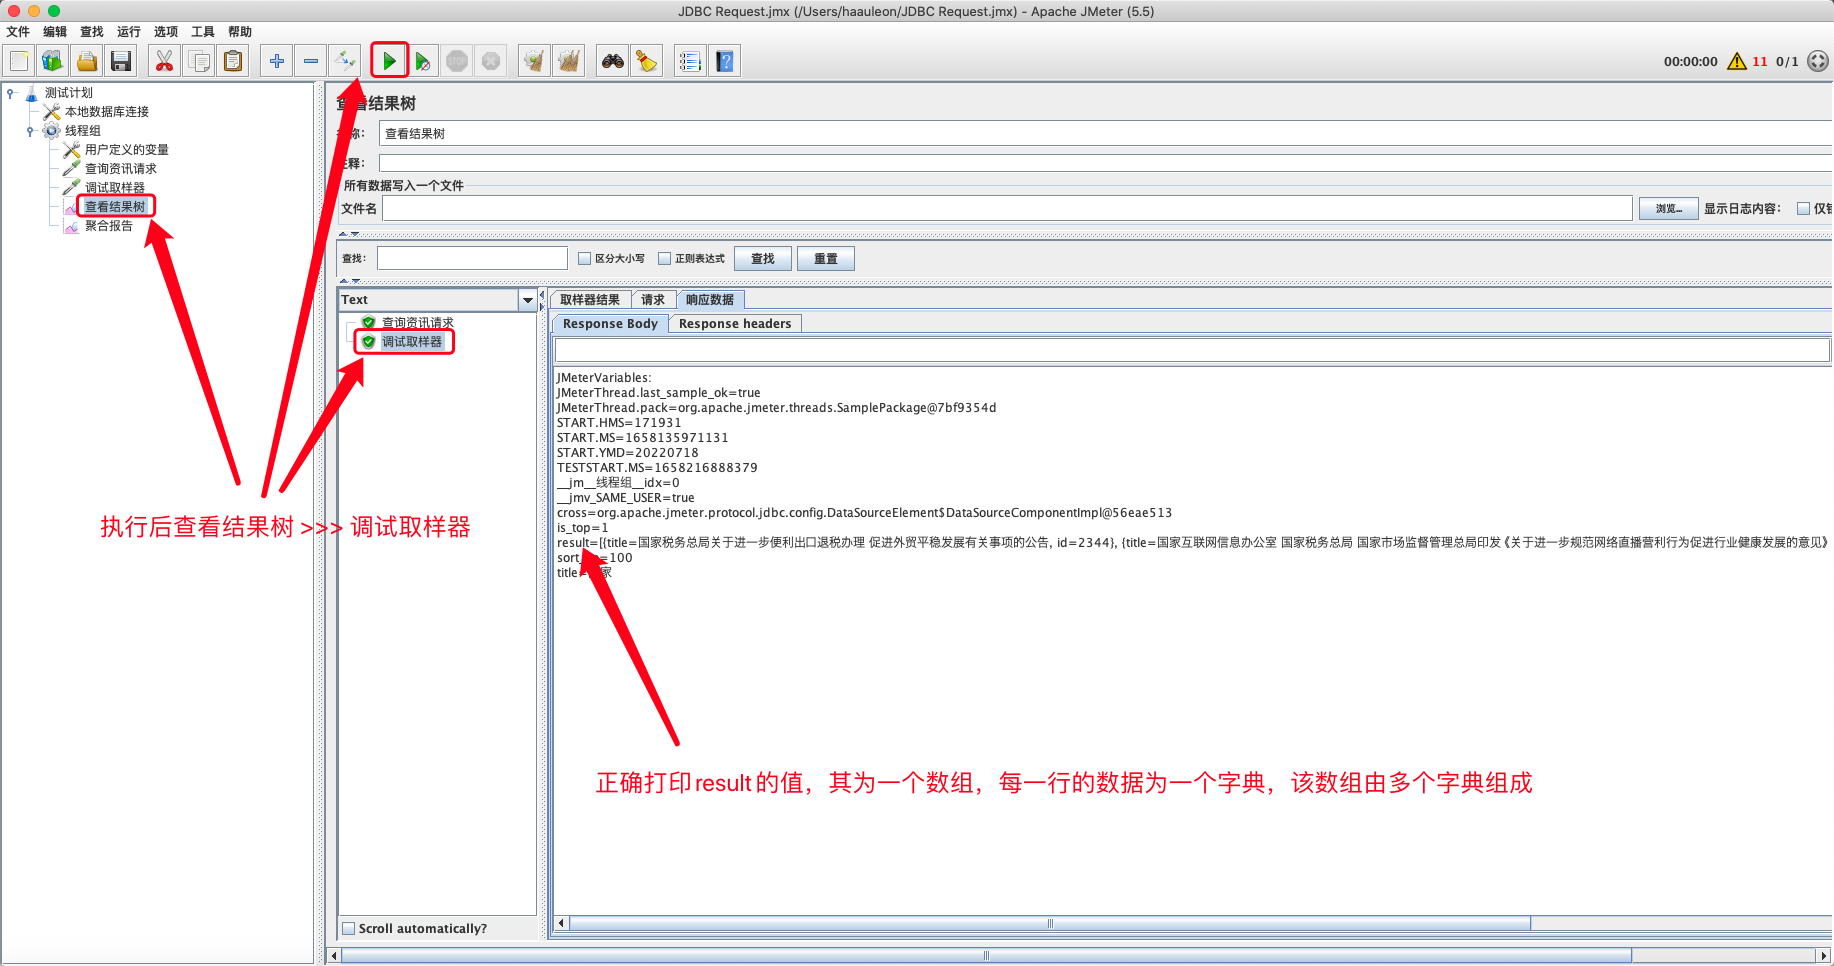 JDBC Request.jmx (/Users/haauleon/JDBC Request.jmx) - Apache JMeter (5.5)
文件 编辑 查找 运行 选项 工具 帮助
STOP
00:00:00 11 0/1
测试计划
本地数据库连接
线程组
用户定义的变量
查询资讯请求
调试取样器
查看结果树
聚合报告
执行后查看结果树 >>> 调试取样器
查看结果树
称: 查看结果树
注释:
所有数据写入一个文件
文件名 浏览... 显示日志内容: 仅
查找: 区分大小写 正则表达式 查找 重置
Text
查询资讯请求
调试取样器
Scroll automatically?
取样器结果 请求 响应数据
Response Body Response headers
JMeterVariables:
JMeterThread.last_sample_ok=true
JMeterThread.pack=org.apache.jmeter.threads.SamplePackage@7bf9354d
START.HMS=171931
START.MS=1658135971131
START.YMD=20220718
TESTSTART.MS=1658216888379
__jm__线程组__idx=0
__jmv_SAME_USER=true
cross=org.apache.jmeter.protocol.jdbc.config.DataSourceElement$DataSourceComponentImpl@56eae513
is_top=1
result=[{title=国家税务总局关于进一步便利出口退税办理 促进外贸平稳发展有关事项的公告, id=2344}, {title=国家互联网信息办公室 国家税务总局 国家市场监督管理总局印发《关于进一步规范网络直播营利行为促进行业健康发展的意见》
sort =100
title= 家
正确打印result的值，其为一个数组，每一行的数据为一个字典，该数组由多个字典组成